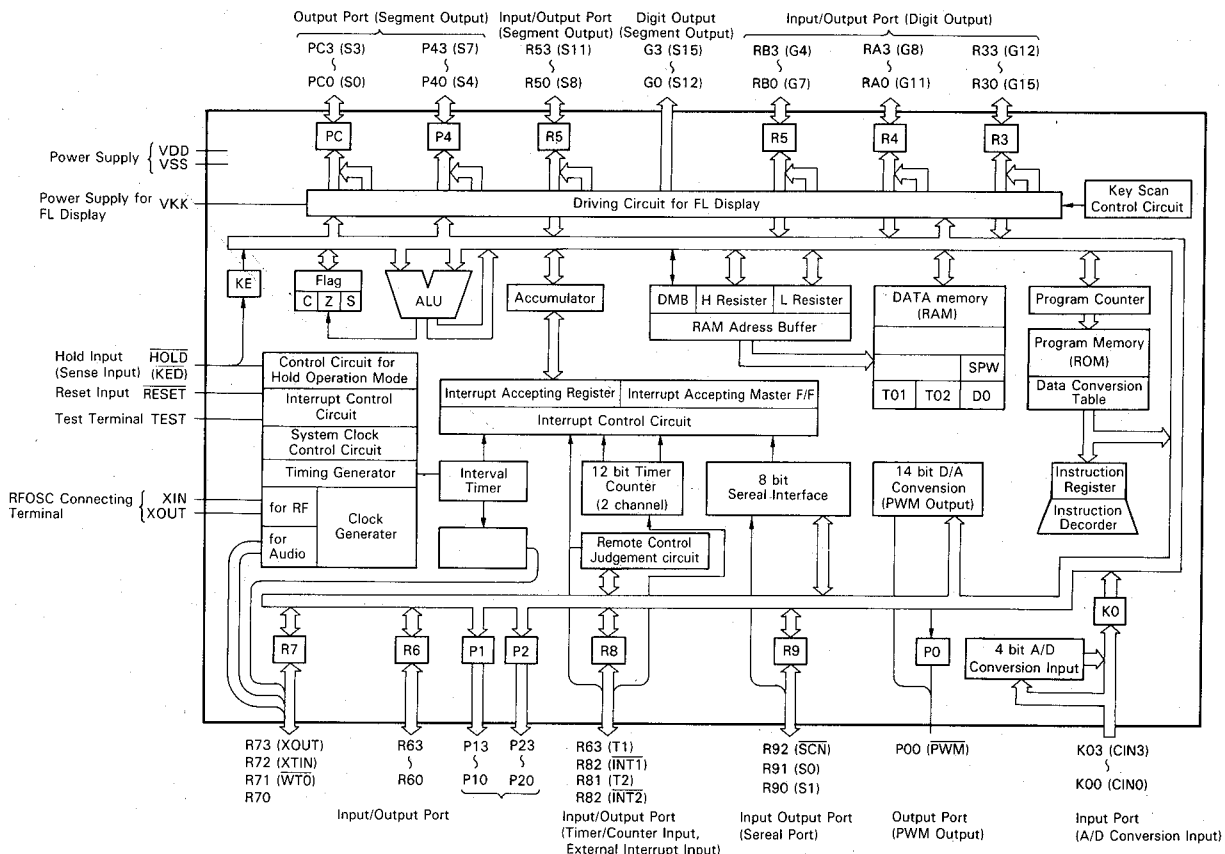 Output Port (Segment Output)
Input/Output Port
(Segment Output)
Digit Output
(Segment Output)
Input/Output Port (Digit Output)
PC3 (S3)
P43 (S7)
R53 (S11)
G3 (S15)
RB3 (G4)
RA3 (G8)
R33 (G12)
PC0 (S0)
P40 (S4)
R50 (S8)
G0 (S12)
RB0 (G7)
RA0 (G11)
R30 (G15)
PC
P4
R5
R5
R4
R3
Power Supply
VDD
VSS
Power Supply for
FL Display
VKK
Driving Circuit for FL Display
Key Scan
Control Circuit
KE
Flag
C Z S
ALU
Accumulator
DMB
H Register
L Register
RAM Adress Buffer
DATA memory
(RAM)
SPW
T01
T02
D0
Program Counter
Program Memory
(ROM)
Data Conversion
Table
Hold Input
(Sense Input)
HOLD
(KED)
Reset Input RESET
Test Terminal TEST
Control Circuit for
Hold Operation Mode
Interrupt Control
Circuit
System Clock
Control Circuit
Timing Generator
for RF
for
Audio
Clock
Generater
Interrupt Accepting Register
Interrupt Accepting Master F/F
Interrupt Control Circuit
Interval
Timer
12 bit Timer
Counter
(2 channel)
8 bit
Sereal Interface
14 bit D/A
Convension
(PWM Output)
Instruction
Register
Instruction
Decorder
RFOSC Connecting
Terminal
XIN
XOUT
Remote Control
Judgement circuit
K0
R7
R6
P1
P2
R8
R9
P0
4 bit A/D
Conversion Input
R73 (XOUT)
R72 (XTIN)
R71 (WT0)
R70
R63
R60
P13
P10
P23
P20
R63 (T1)
R82 (INT1)
R81 (T2)
R82 (INT2)
R92 (SCN)
R91 (S0)
R90 (S1)
P00 (PWM)
K03 (CIN3)
K00 (CIN0)
Input/Output Port
Input/Output Port
(Timer/Counter Input,
External Interrupt Input)
Input Output Port
(Sereal Port)
Output Port
(PWM Output)
Input Port
(A/D Conversion Input)